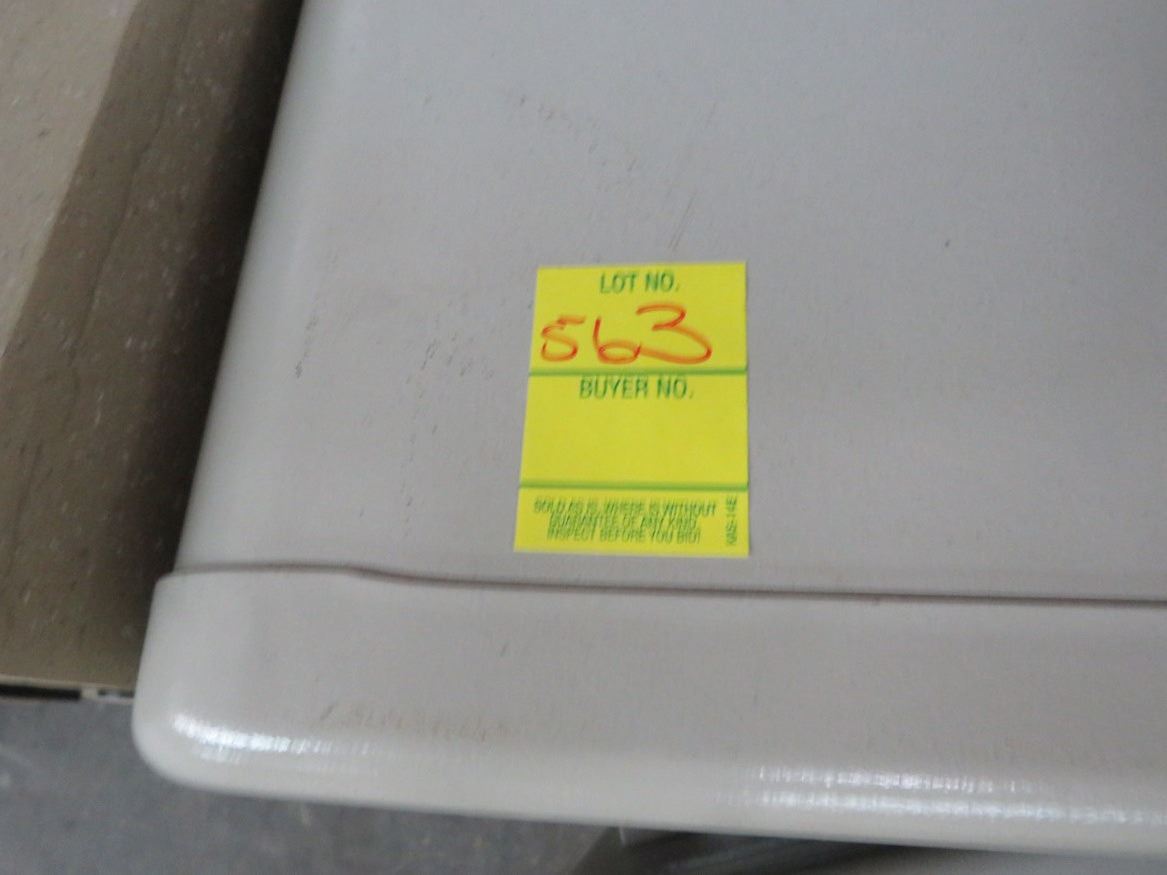 LOT NO.
563
BUYER NO.
SOLD AS IS, WHERE IS WITHOUT
GUARANTEE OF ANY KIND.
INSPECT BEFORE YOU BID!